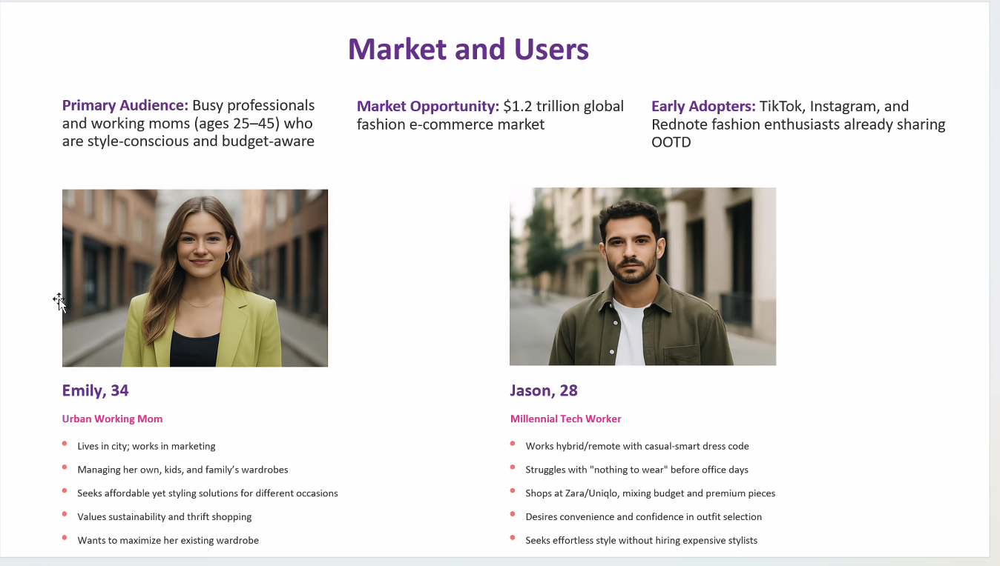 Market and Users
Primary Audience: Busy professionals
and working moms (ages 25–45) who
are style-conscious and budget-aware
Market Opportunity: $1.2 trillion global
fashion e-commerce market
Early Adopters: TikTok, Instagram, and
Rednote fashion enthusiasts already sharing
OOTD
Emily, 34
Urban Working Mom
Lives in city; works in marketing
Managing her own, kids, and family’s wardrobes
Seeks affordable yet styling solutions for different occasions
Values sustainability and thrift shopping
Wants to maximize her existing wardrobe
Jason, 28
Millennial Tech Worker
Works hybrid/remote with casual-smart dress code
Struggles with "nothing to wear" before office days
Shops at Zara/Uniqlo, mixing budget and premium pieces
Desires convenience and confidence in outfit selection
Seeks effortless style without hiring expensive stylists